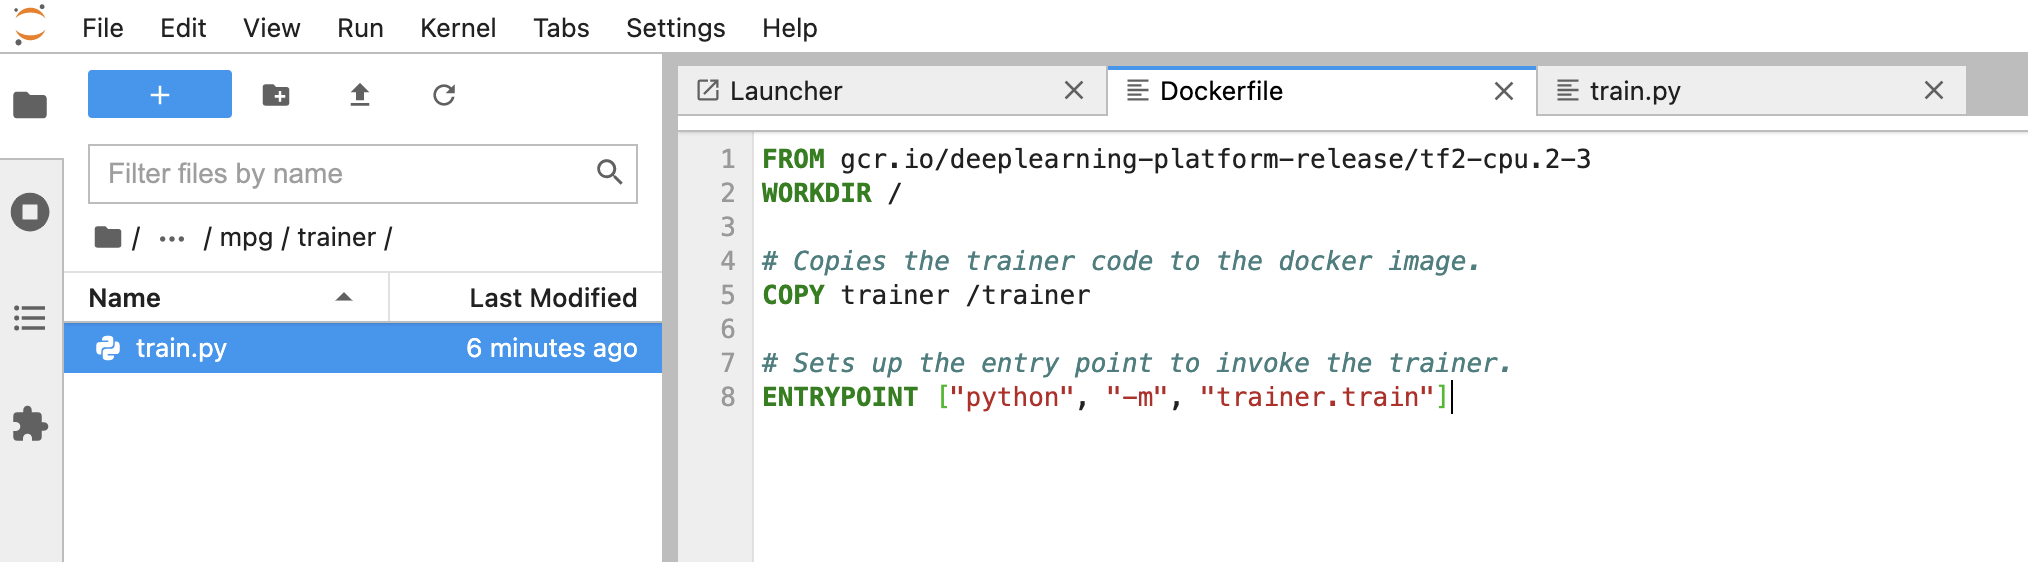 File Edit View Run Kernel Tabs Settings Help
+
Filter files by name
/ ... / mpg / trainer /
Name Last Modified
train.py 6 minutes ago
Launcher Dockerfile train.py
1 FROM gcr.io/deeplearning-platform-release/tf2-cpu.2-3
2 WORKDIR /
3
4 # Copies the trainer code to the docker image.
5 COPY trainer /trainer
6
7 # Sets up the entry point to invoke the trainer.
8 ENTRYPOINT ["python", "-m", "trainer.train"]